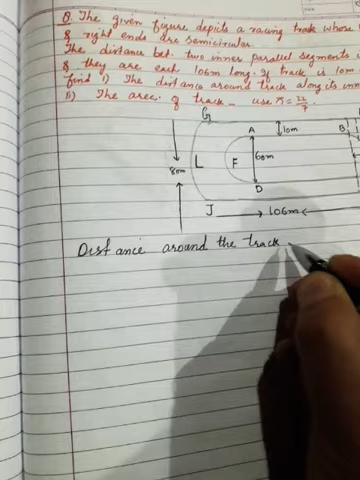 Q. The given figure depicts a racing track whose
& right ends are semicircular.
The distance bet. two inner parallel segments
& they are each 106m long. If track is 10m
find i) The distance around track along its inn
ii) The area of track - use π = 22/7.
G
A
10m
B
80m
L
F
60m
D
J
106m
Distance around the track